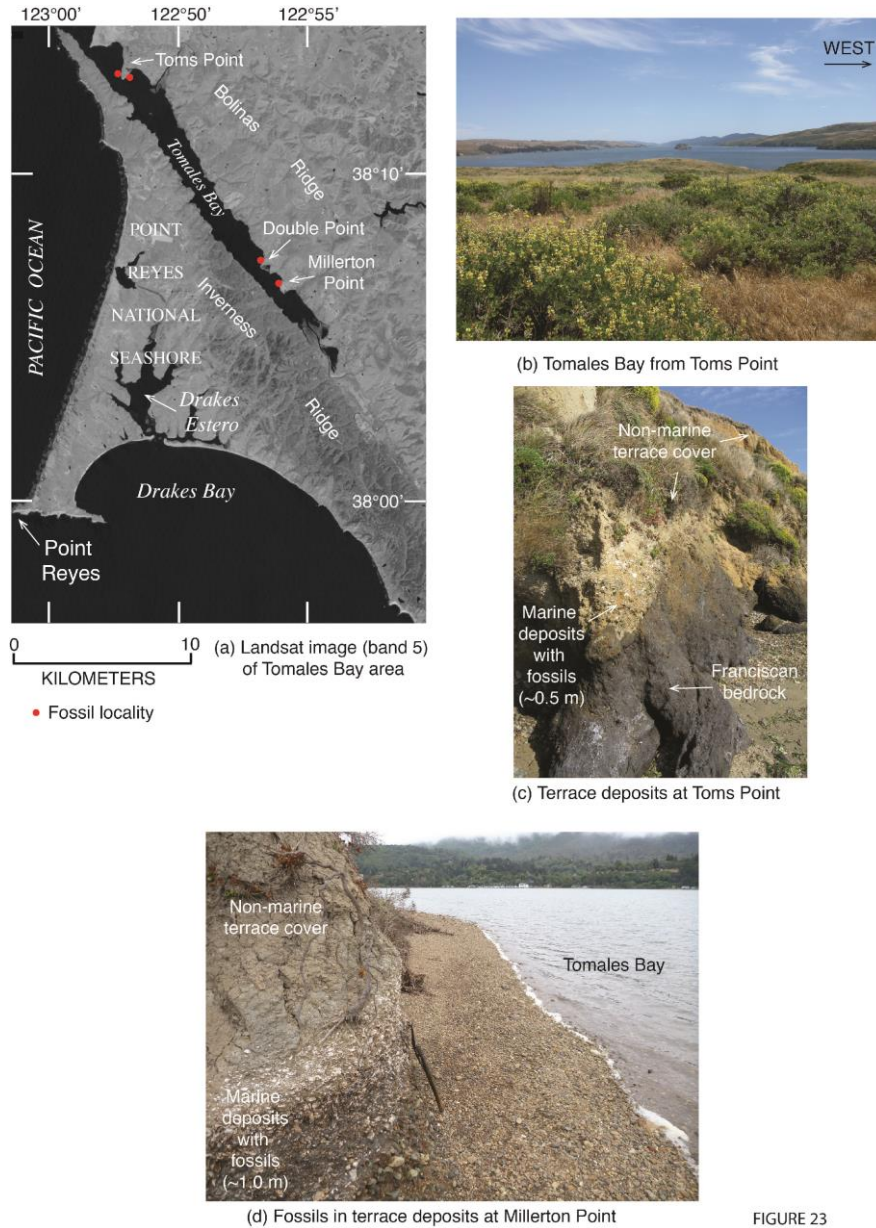 123°00’ 122°50’ 122°55’
Toms Point
Bolinas
Ridge
Tomales Bay
38°10’
Double Point
Millerton
Point
PACIFIC OCEAN
POINT
REYES
NATIONAL
SEASHORE
Inverness
Ridge
Drakes
Estero
Drakes Bay
38°00’
Point
Reyes
0 10
KILOMETERS
(a) Landsat image (band 5)
of Tomales Bay area
Fossil locality
WEST
(b) Tomales Bay from Toms Point
Non-marine
terrace cover
Marine
deposits
with
fossils
(~0.5 m)
Franciscan
bedrock
(c) Terrace deposits at Toms Point
Non-marine
terrace cover
Tomales Bay
Marine
deposits
with
fossils
(~1.0 m)
(d) Fossils in terrace deposits at Millerton Point
FIGURE 23